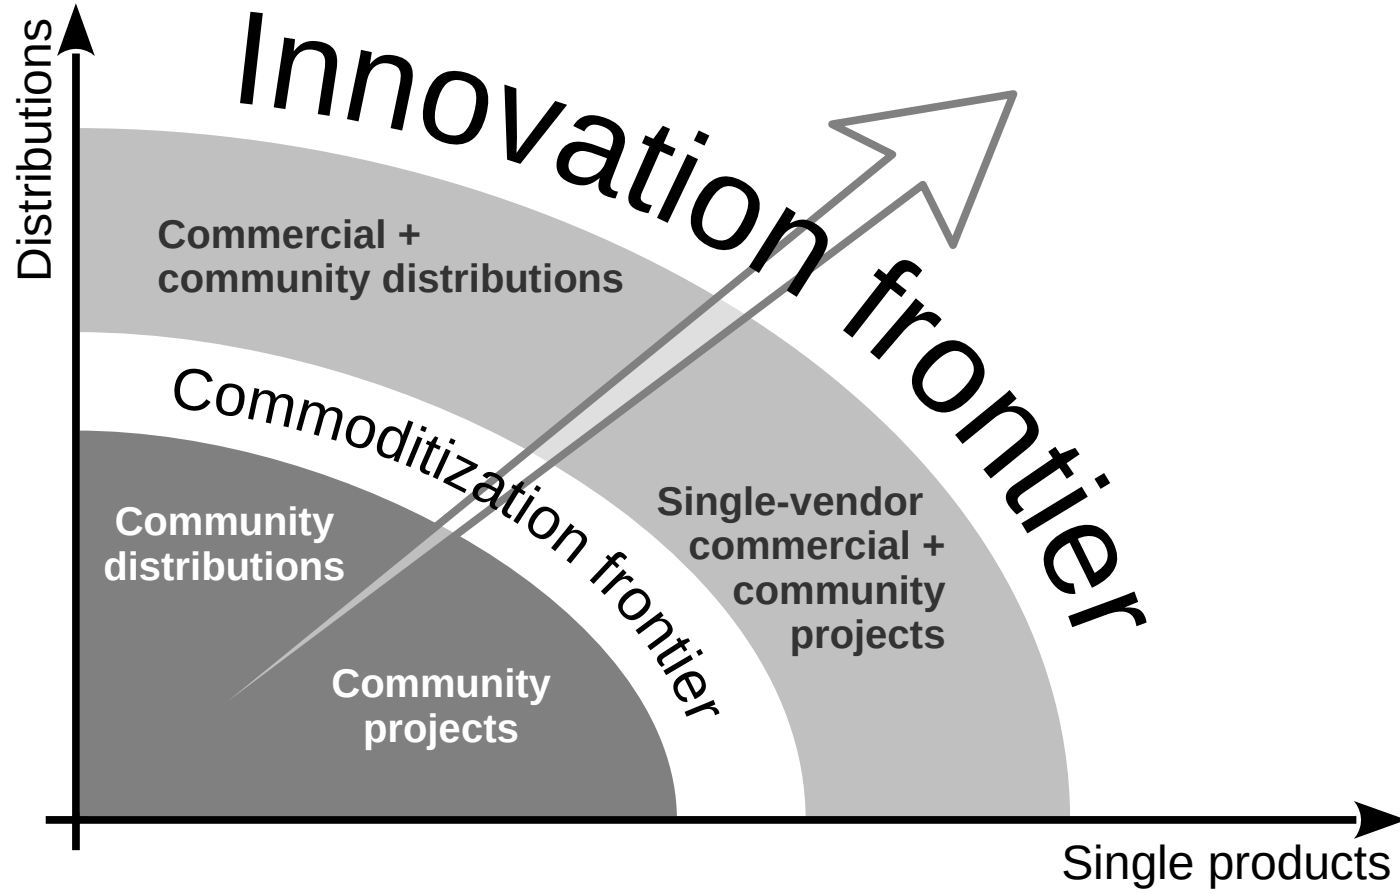 Distributions
Innovation frontier
Commercial +
community distributions
Commoditization frontier
Single-vendor
commercial +
community
projects
Community
distributions
Community
projects
Single products